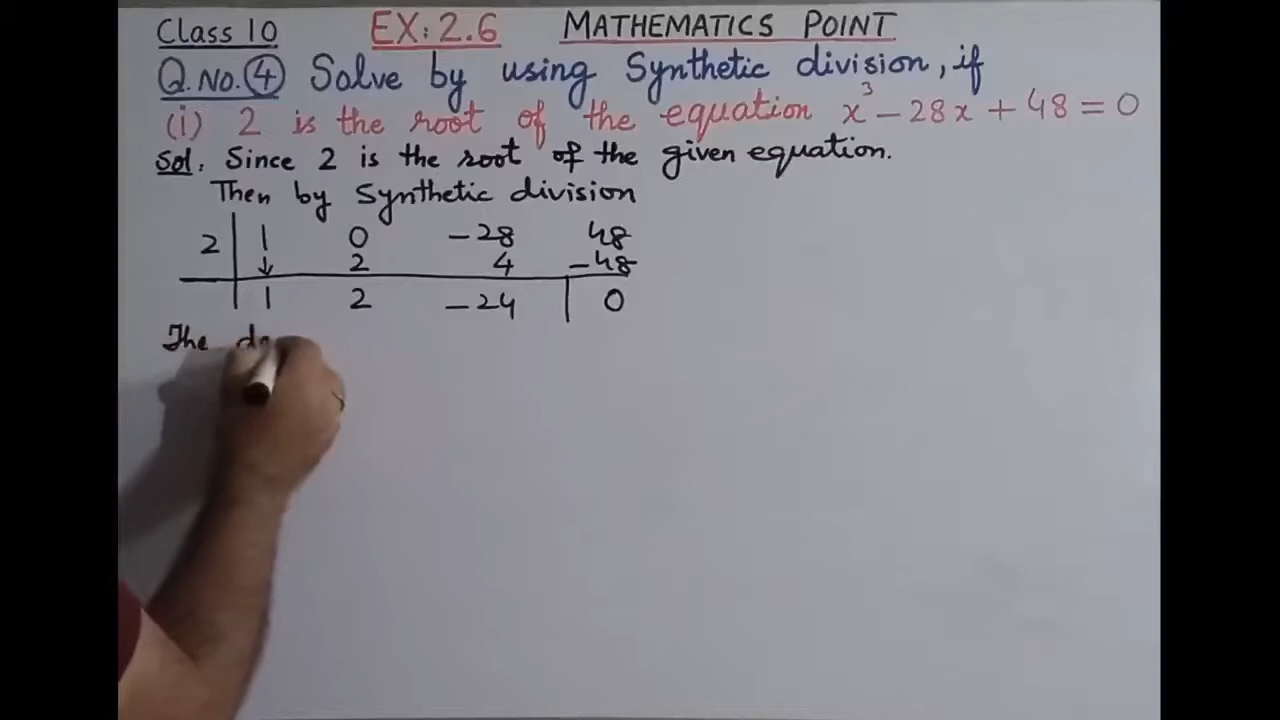 Class 10 EX: 2.6 MATHEMATICS POINT
Q.No. 4 Solve by using Synthetic division, if
(i) 2 is the root of the equation x³ − 28x + 48 = 0
Sol. Since 2 is the root of the given equation.
Then by Synthetic division
2 | 1 0 −28 48
↓ 2 4 −48
| 1 2 −24 | 0
The